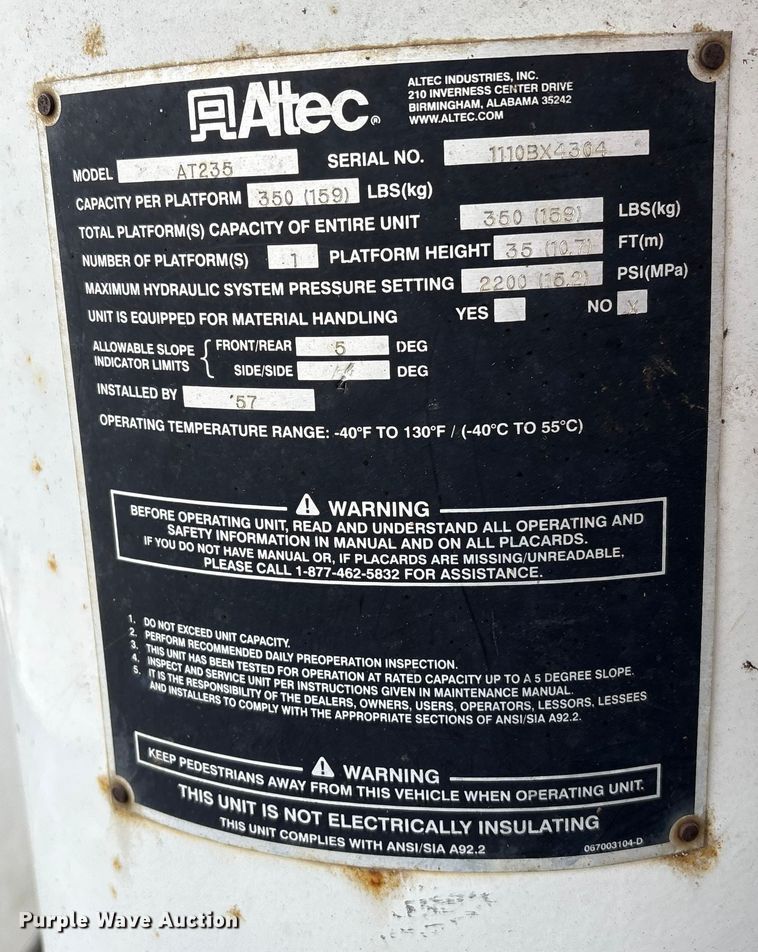 Altec®
ALTEC INDUSTRIES, INC.
210 INVERNESS CENTER DRIVE
BIRMINGHAM, ALABAMA 35242
WWW.ALTEC.COM
MODEL AT235 SERIAL NO. 1110BX4364
CAPACITY PER PLATFORM 350 (159) LBS(kg)
TOTAL PLATFORM(S) CAPACITY OF ENTIRE UNIT 350 (159) LBS(kg)
NUMBER OF PLATFORM(S) 1 PLATFORM HEIGHT 35 (10.7) FT(m)
MAXIMUM HYDRAULIC SYSTEM PRESSURE SETTING 2200 (15.2) PSI(MPa)
UNIT IS EQUIPPED FOR MATERIAL HANDLING YES NO X
ALLOWABLE SLOPE INDICATOR LIMITS { FRONT/REAR 5 DEG
SIDE/SIDE DEG
INSTALLED BY 57
OPERATING TEMPERATURE RANGE: -40°F TO 130°F / (-40°C TO 55°C)
⚠ WARNING
BEFORE OPERATING UNIT, READ AND UNDERSTAND ALL OPERATING AND
SAFETY INFORMATION IN MANUAL AND ON ALL PLACARDS.
IF YOU DO NOT HAVE MANUAL OR, IF PLACARDS ARE MISSING/UNREADABLE,
PLEASE CALL 1-877-462-5832 FOR ASSISTANCE.
1. DO NOT EXCEED UNIT CAPACITY.
2. PERFORM RECOMMENDED DAILY PREOPERATION INSPECTION.
3. THIS UNIT HAS BEEN TESTED FOR OPERATION AT RATED CAPACITY UP TO A 5 DEGREE SLOPE.
4. INSPECT AND SERVICE UNIT PER INSTRUCTIONS GIVEN IN MAINTENANCE MANUAL.
5. IT IS THE RESPONSIBILITY OF THE DEALERS, OWNERS, USERS, OPERATORS, LESSORS, LESSEES
AND INSTALLERS TO COMPLY WITH THE APPROPRIATE SECTIONS OF ANSI/SIA A92.2.
⚠ WARNING
KEEP PEDESTRIANS AWAY FROM THIS VEHICLE WHEN OPERATING UNIT.
THIS UNIT IS NOT ELECTRICALLY INSULATING
THIS UNIT COMPLIES WITH ANSI/SIA A92.2
067003104-D
Purple Wave Auction